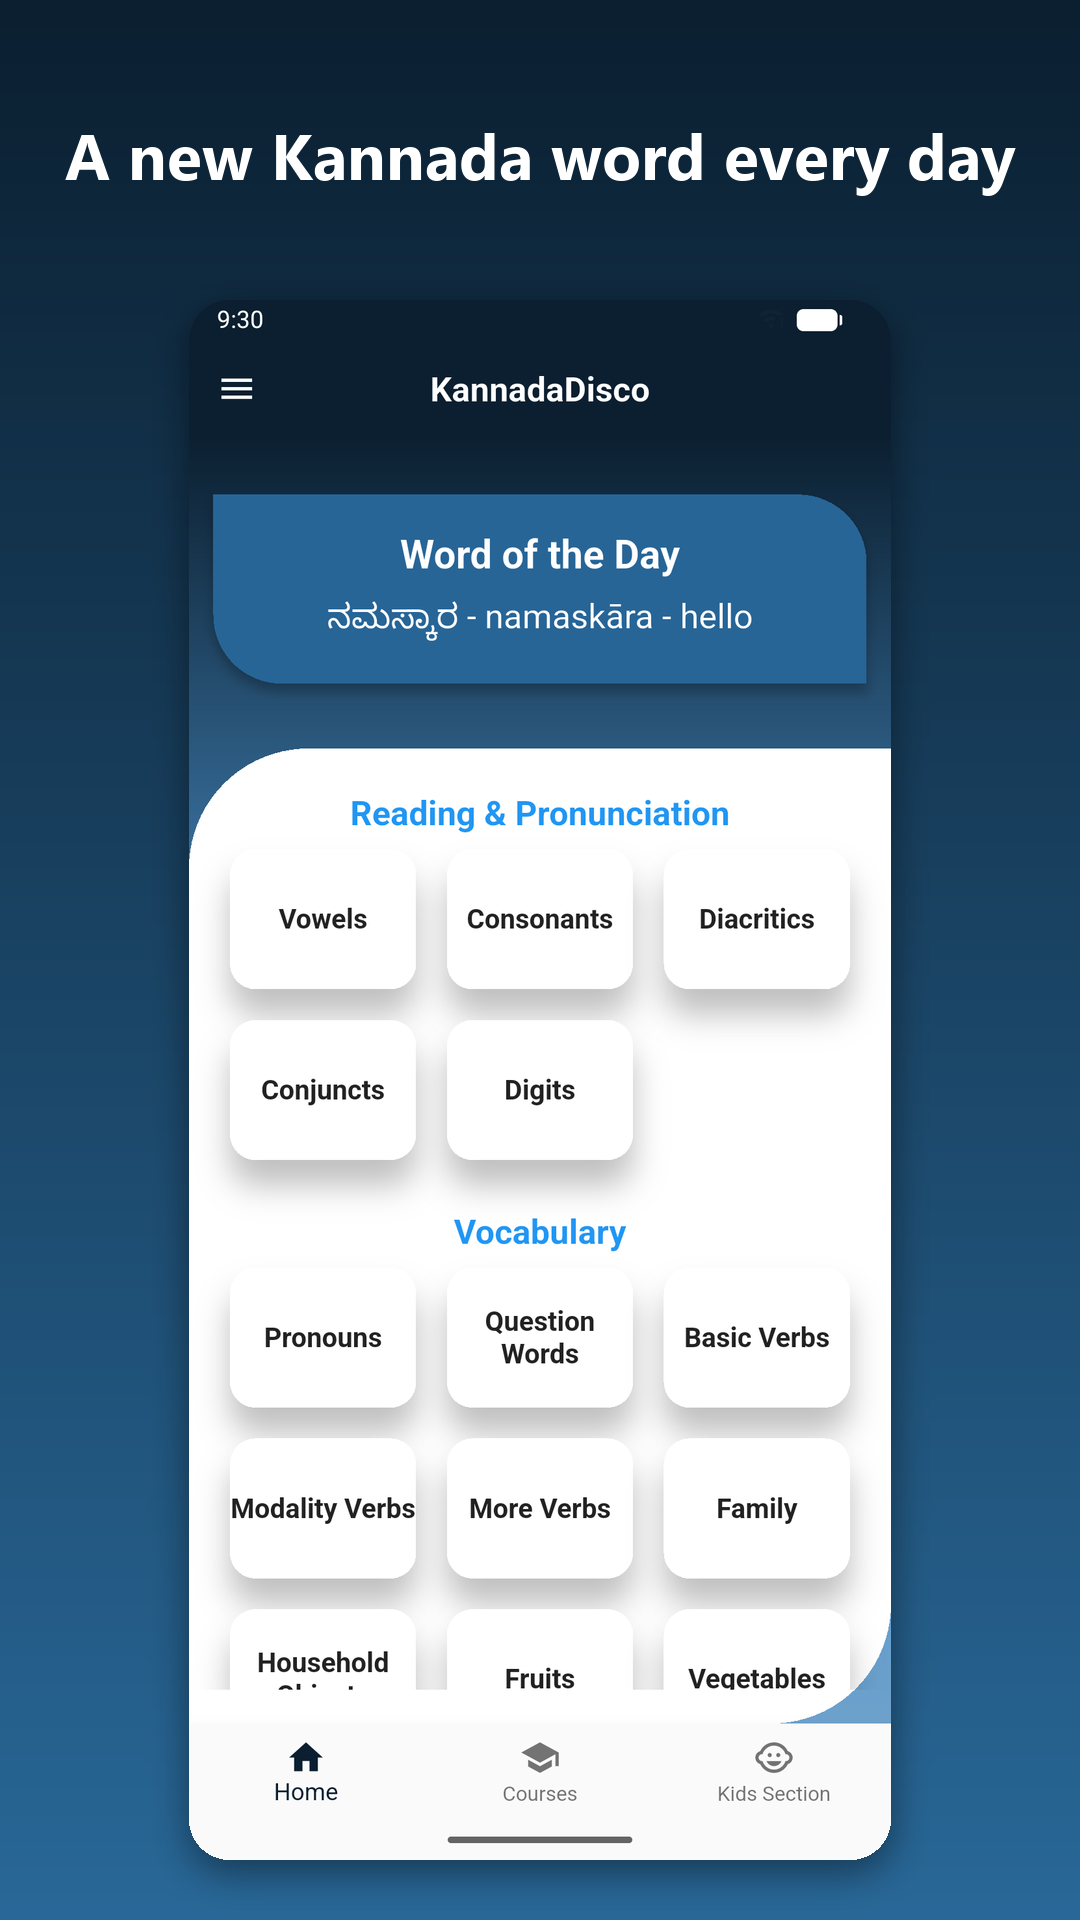 A new Kannada word every day
9:30
KannadaDisco
Word of the Day
ನಮಸ್ಕಾರ - namaskāra - hello
Reading & Pronunciation
Vowels
Consonants
Diacritics
Conjuncts
Digits
Vocabulary
Pronouns
Question
Words
Basic Verbs
Modality Verbs
More Verbs
Family
Household
Fruits
Vegetables
Home
Courses
Kids Section